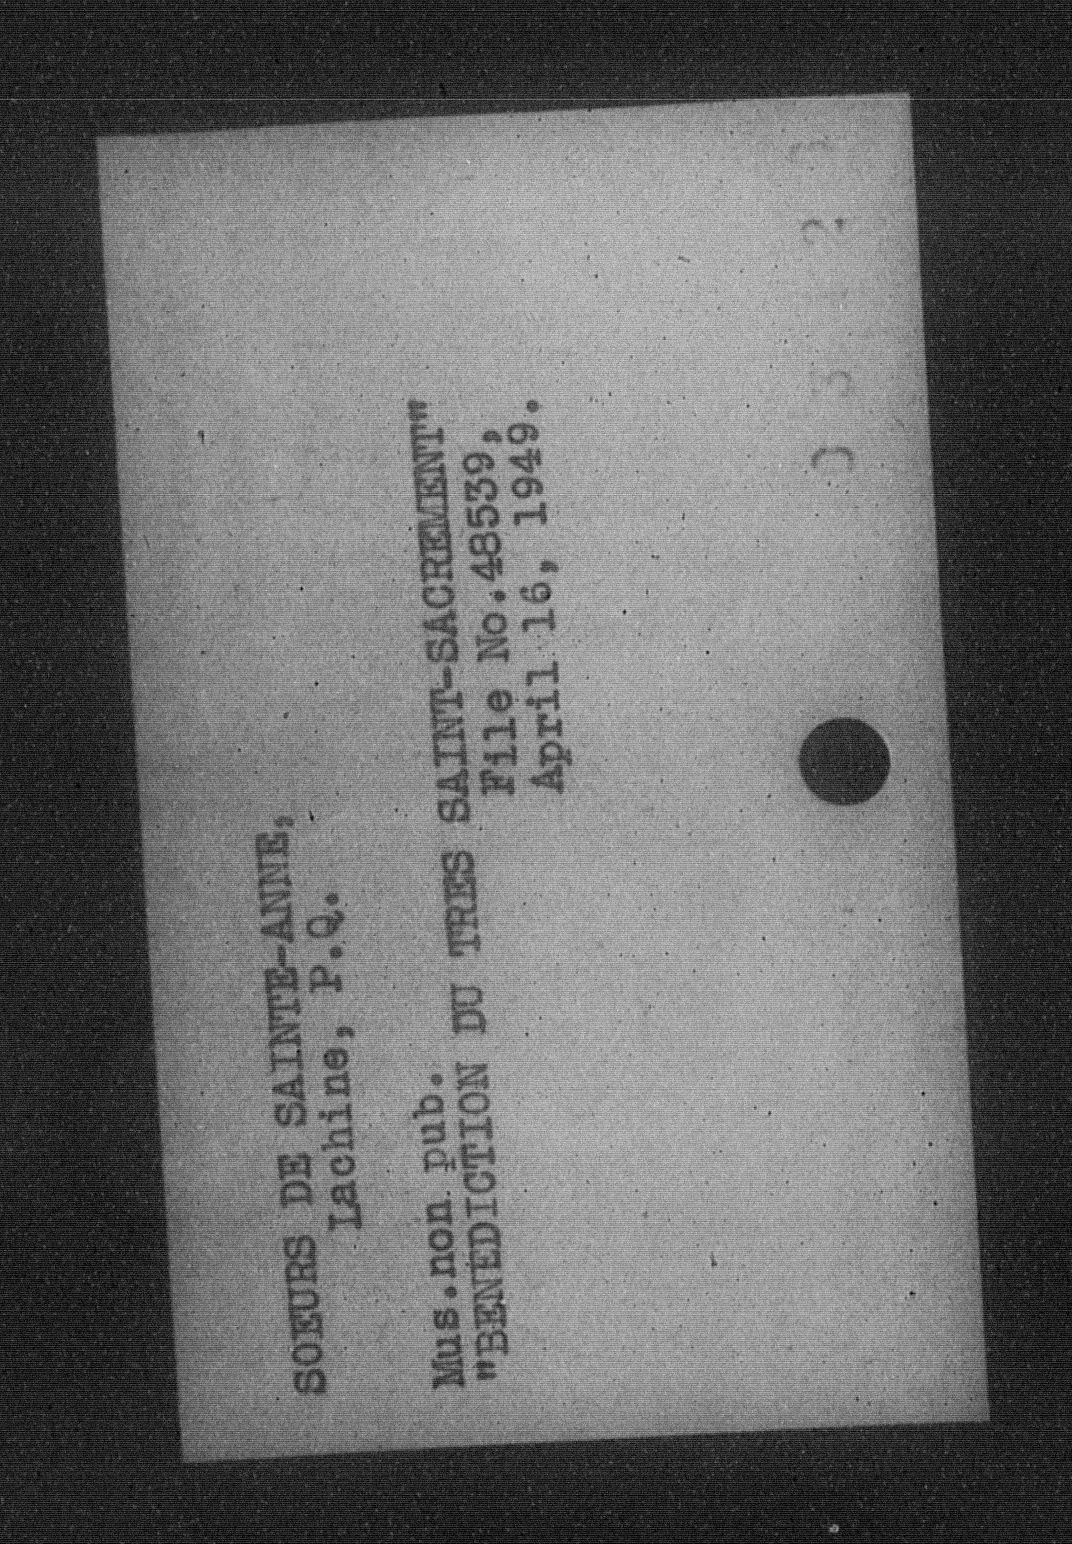 SOEURS DE SAINTE-ANNE,
Lachine, P.Q.
Mus.non pub.
"BENEDICTION DU TRES SAINT-SACREMENT"
File No.48539,
April 16, 1949.